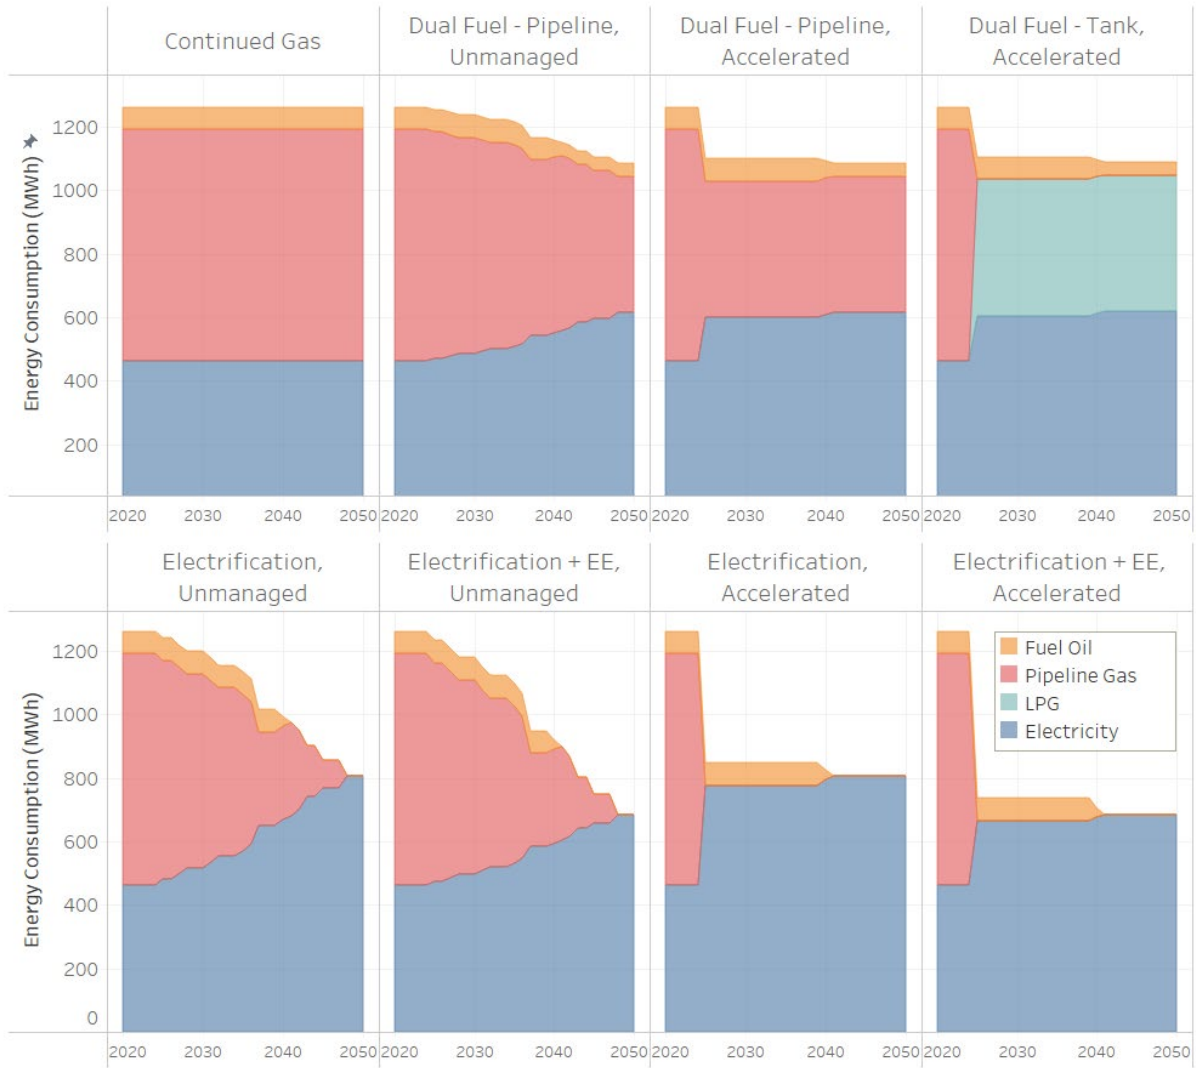 Continued Gas
Dual Fuel - Pipeline,
Unmanaged
Dual Fuel - Pipeline,
Accelerated
Dual Fuel - Tank,
Accelerated
Energy Consumption (MWh)
1200
1000
800
600
400
200
2020 2030 2040 2050
2020 2030 2040 2050
2020 2030 2040 2050
2020 2030 2040 2050
Electrification,
Unmanaged
Electrification + EE,
Unmanaged
Electrification,
Accelerated
Electrification + EE,
Accelerated
Energy Consumption (MWh)
1200
1000
800
600
400
200
0
Fuel Oil
Pipeline Gas
LPG
Electricity
2020 2030 2040 2050
2020 2030 2040 2050
2020 2030 2040 2050
2020 2030 2040 2050